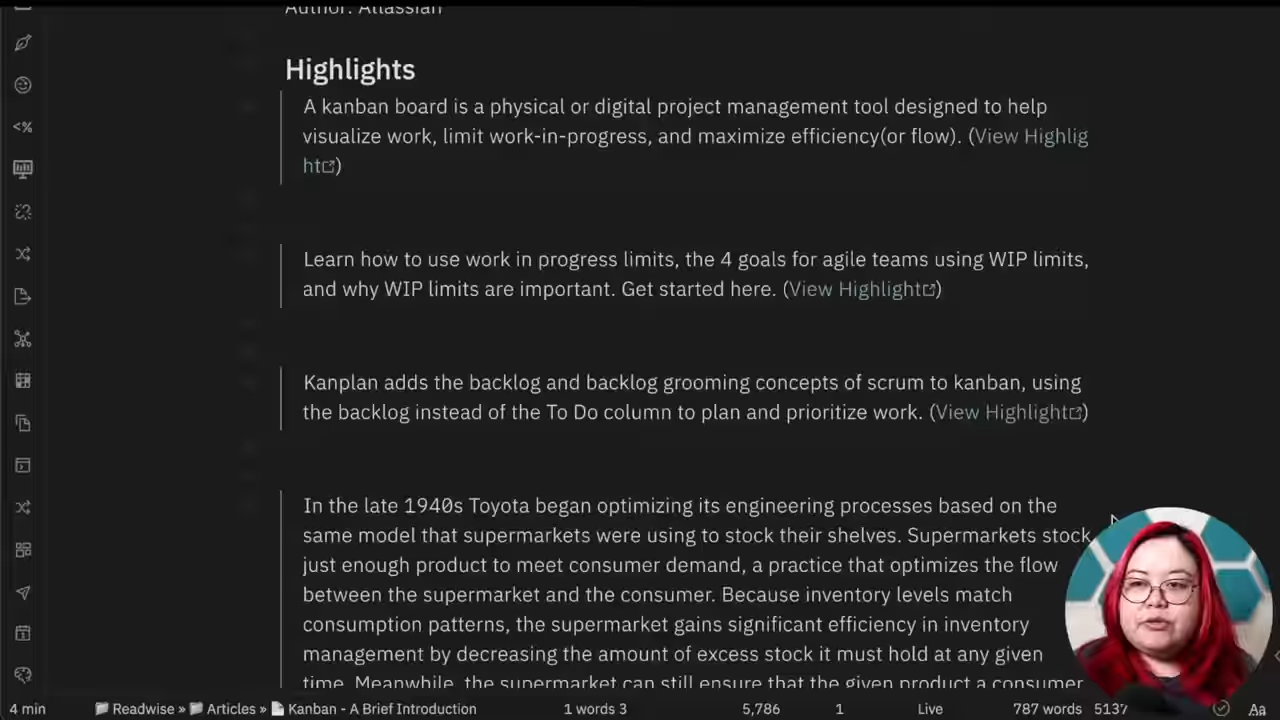 Author: Atlassian
Highlights
A kanban board is a physical or digital project management tool designed to help
visualize work, limit work-in-progress, and maximize efficiency(or flow). (View Highlig
ht)
Learn how to use work in progress limits, the 4 goals for agile teams using WIP limits,
and why WIP limits are important. Get started here. (View Highlight)
Kanplan adds the backlog and backlog grooming concepts of scrum to kanban, using
the backlog instead of the To Do column to plan and prioritize work. (View Highlight)
In the late 1940s Toyota began optimizing its engineering processes based on the
same model that supermarkets were using to stock their shelves. Supermarkets stock
just enough product to meet consumer demand, a practice that optimizes the flow
between the supermarket and the consumer. Because inventory levels match
consumption patterns, the supermarket gains significant efficiency in inventory
management by decreasing the amount of excess stock it must hold at any given
time. Meanwhile, the supermarket can still ensure that the given product a consumer
<%
4 min Readwise » Articles » Kanban - A Brief Introduction 1 words 3 5,786 1 Live 787 words 5137 Aa